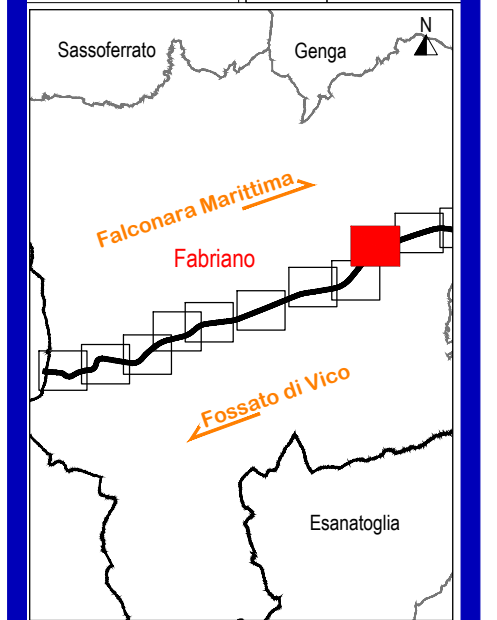 N
Sassoferrato
Genga
Falconara Marittima
Fabriano
Fossato di Vico
Esanatoglia